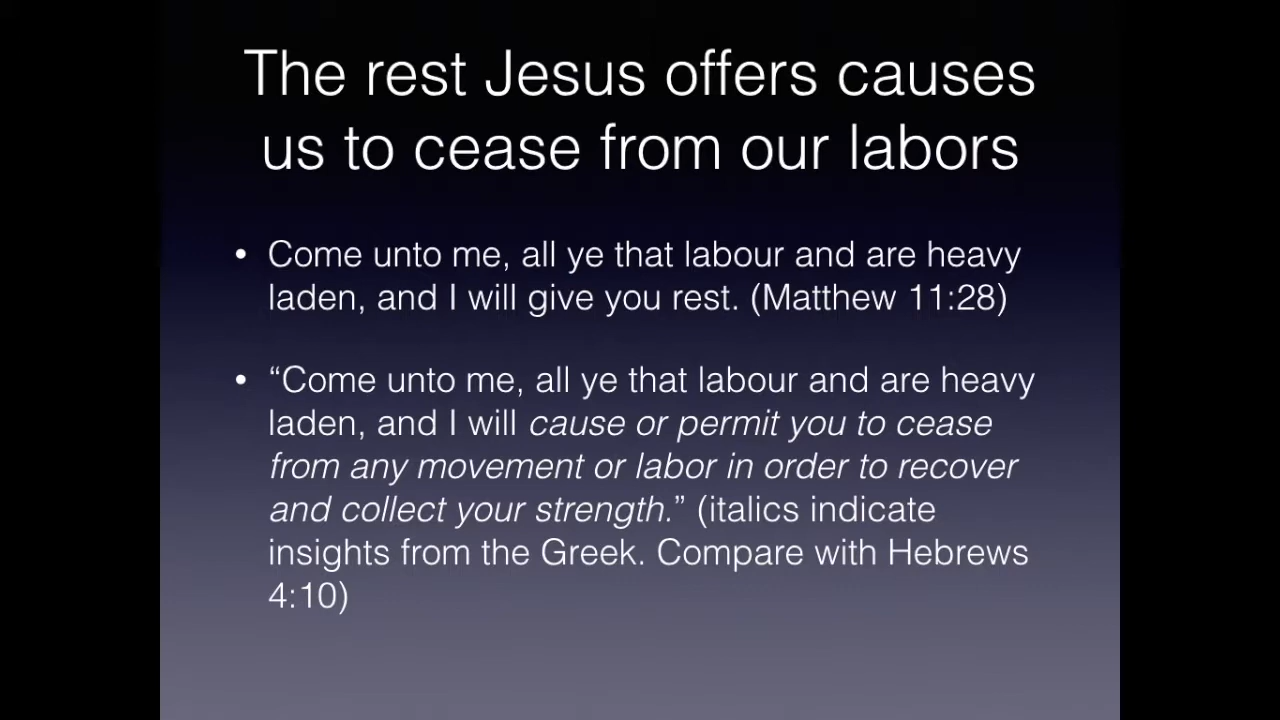 The rest Jesus offers causes
us to cease from our labors
• Come unto me, all ye that labour and are heavy
laden, and I will give you rest. (Matthew 11:28)
• “Come unto me, all ye that labour and are heavy
laden, and I will cause or permit you to cease
from any movement or labor in order to recover
and collect your strength.” (italics indicate
insights from the Greek. Compare with Hebrews
4:10)